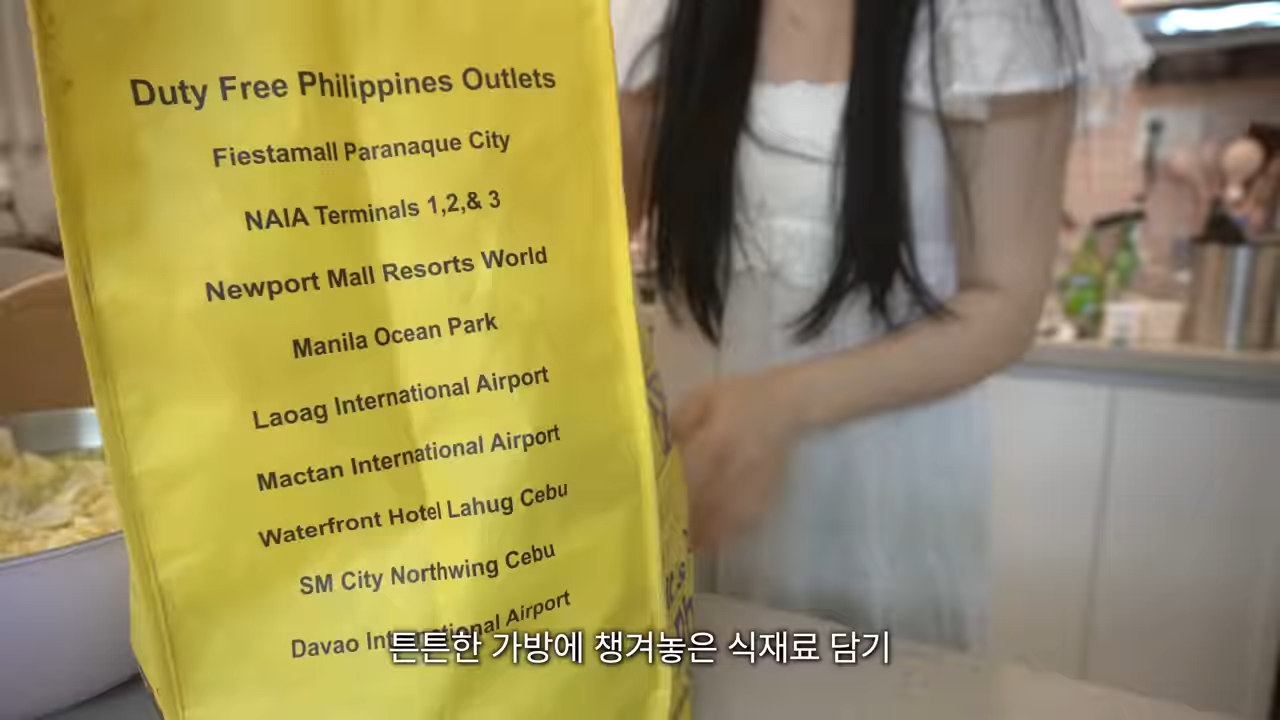 Duty Free Philippines Outlets
Fiestamall Paranaque City
NAIA Terminals 1,2,& 3
Newport Mall Resorts World
Manila Ocean Park
Laoag International Airport
Mactan International Airport
Waterfront Hotel Lahug Cebu
SM City Northwing Cebu
Davao International Airport
튼튼한 가방에 챙겨놓은 식재료 담기